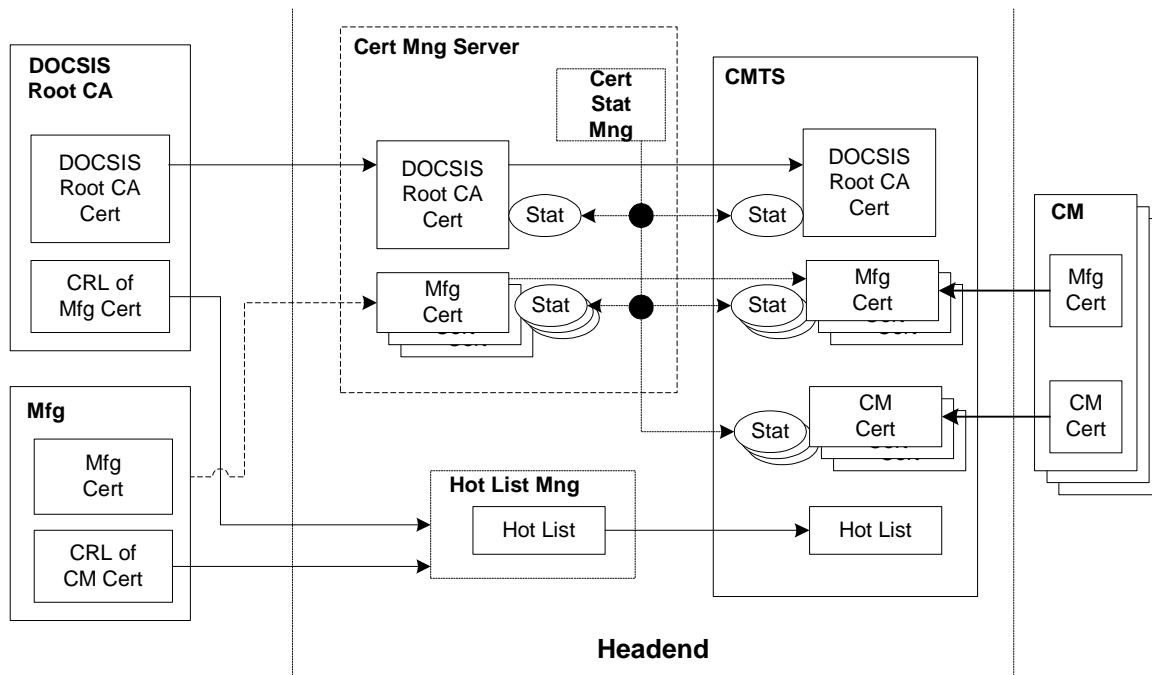 DOCSIS
Root CA
DOCSIS
Root CA
Cert
CRL of
Mfg Cert
Mfg
Mfg
Cert
CRL of
CM Cert
Cert Mng Server
Cert
Stat
Mng
DOCSIS
Root CA
Cert
Stat
Mfg
Cert
Stat
Hot List Mng
Hot List
CMTS
DOCSIS
Root CA
Cert
Stat
Mfg
Cert
Stat
CM
Cert
Stat
Hot List
CM
Mfg
Cert
CM
Cert
Headend